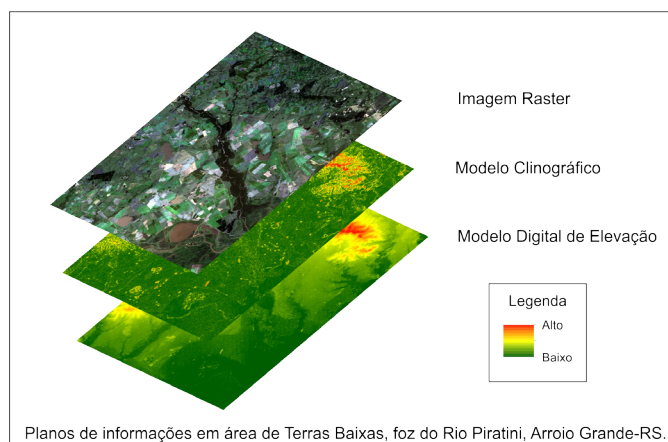 Imagem Raster
Modelo Clinográfico
Modelo Digital de Elevação
Legenda
Alto
Baixo
Planos de informações em área de Terras Baixas, foz do Rio Piratini, Arroio Grande-RS.